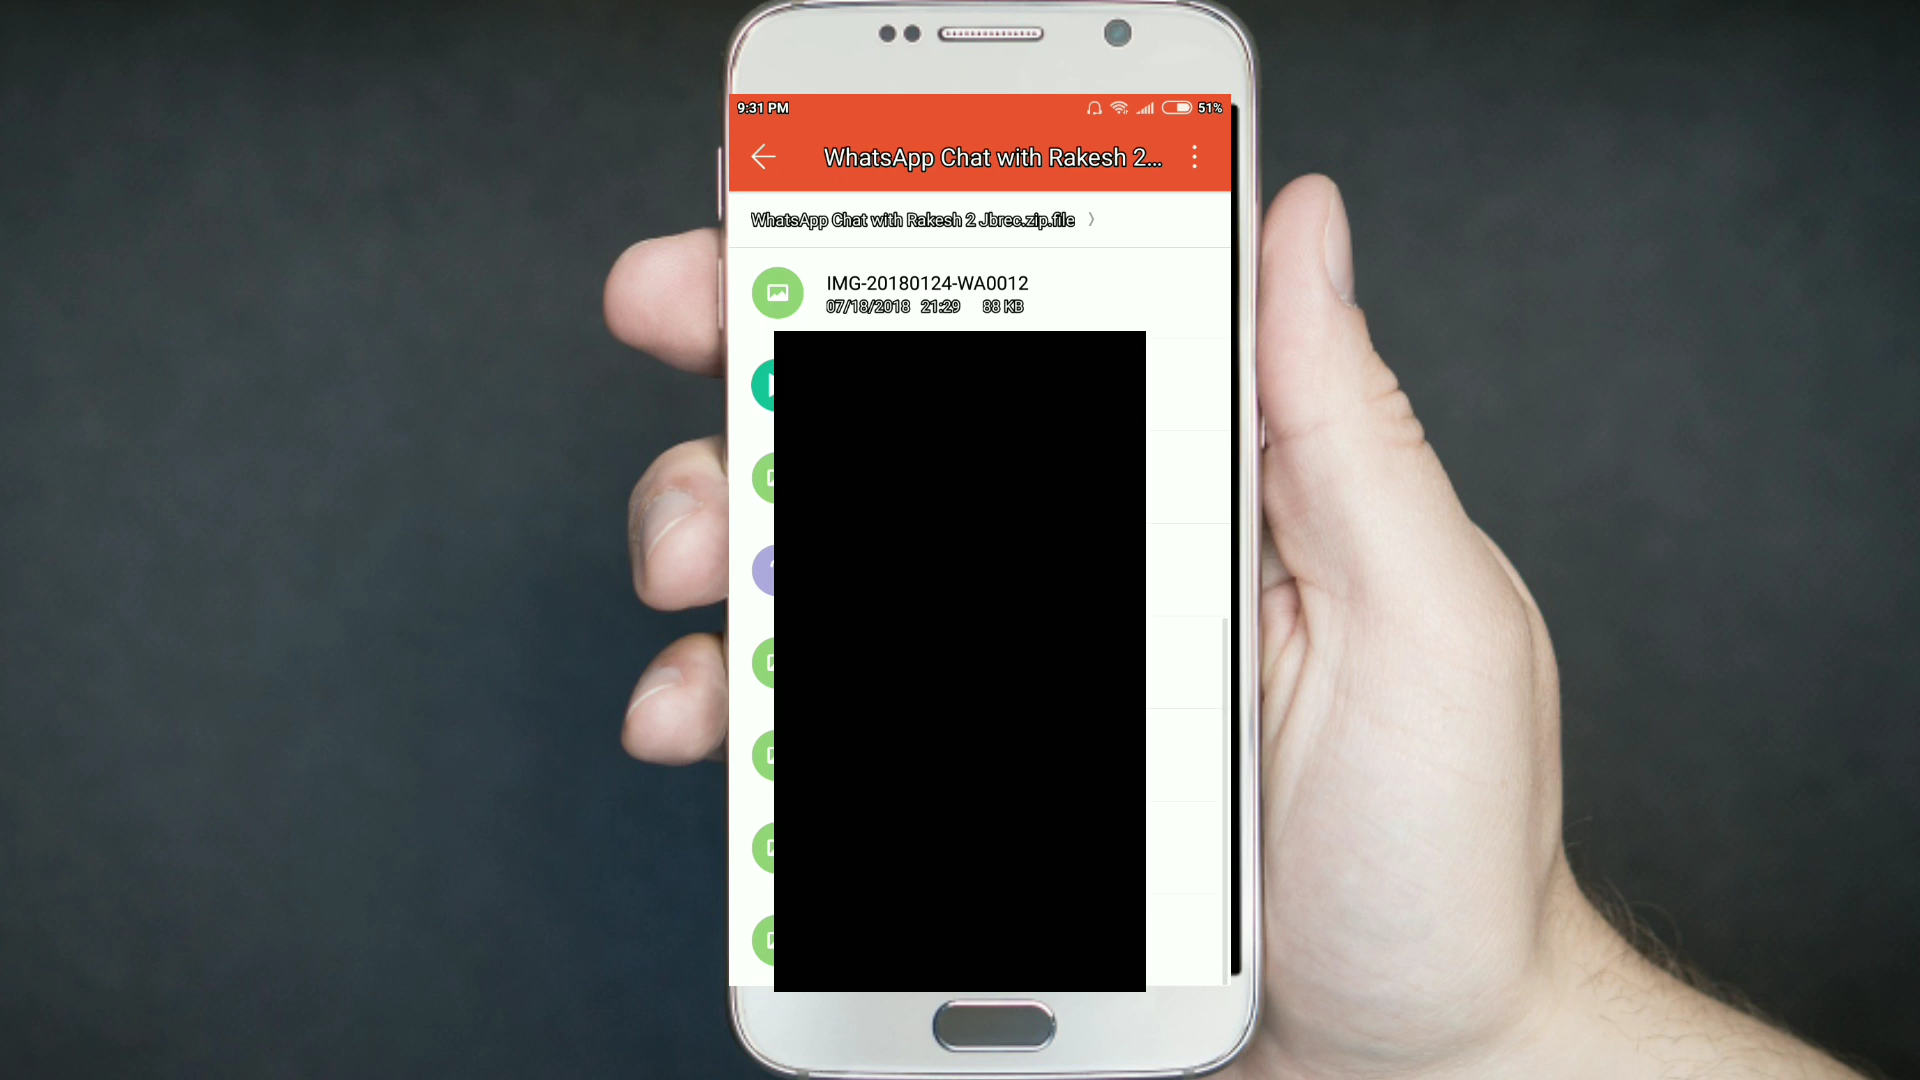 9:31 PM 51%
WhatsApp Chat with Rakesh 2...
WhatsApp Chat with Rakesh 2 Jbrec.zip.file
IMG-20180124-WA0012
07/18/2018 21:29 88 KB